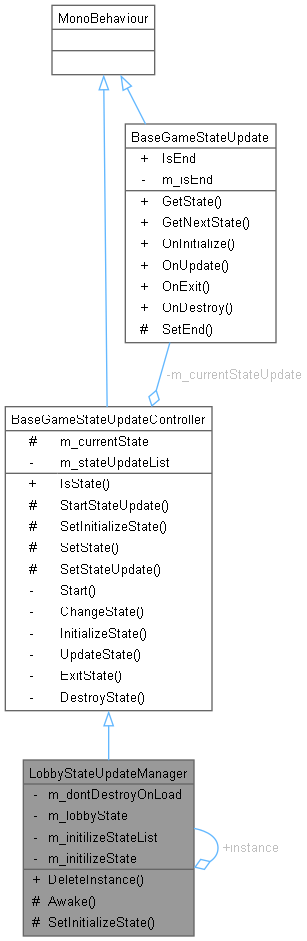 MonoBehaviour
BaseGameStateUpdate
+ IsEnd
- m_isEnd
+ GetState()
+ GetNextState()
+ OnInitialize()
+ OnUpdate()
+ OnExit()
+ OnDestroy()
# SetEnd()
-m_currentStateUpdate
BaseGameStateUpdateController
# m_currentState
- m_stateUpdateList
+ IsState()
# StartStateUpdate()
# SetInitializeState()
# SetState()
# SetStateUpdate()
- Start()
- ChangeState()
- InitializeState()
- UpdateState()
- ExitState()
- DestroyState()
LobbyStateUpdateManager
- m_dontDestroyOnLoad
- m_lobbyState
- m_initilizeStateList
- m_initilizeState
+ DeleteInstance()
# Awake()
# SetInitializeState()
+instance